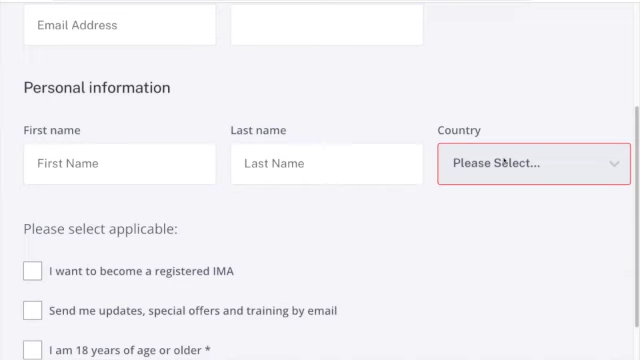 Email Address
Personal information
First name Last name Country
First Name Last Name Please Select...
Please select applicable:
I want to become a registered IMA
Send me updates, special offers and training by email
I am 18 years of age or older *